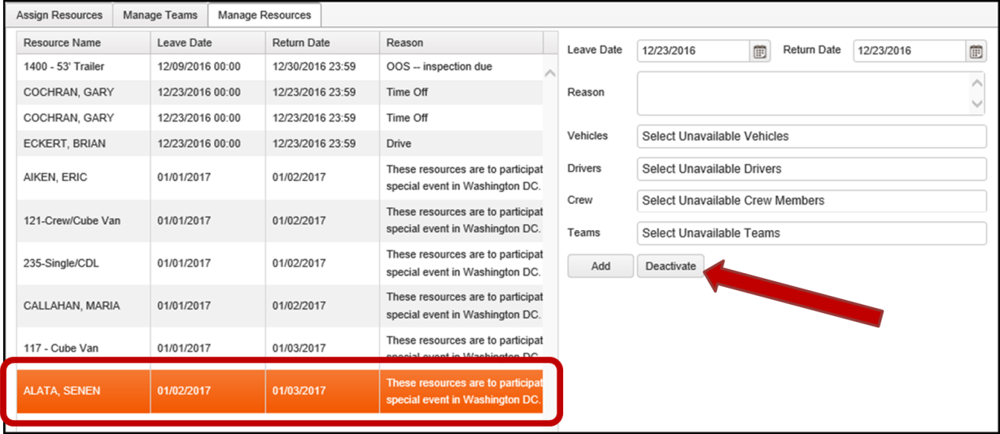 Assign Resources Manage Teams Manage Resources
Resource Name Leave Date Return Date Reason
1400 - 53' Trailer 12/09/2016 00:00 12/30/2016 23:59 OOS -- inspection due
COCHRAN, GARY 12/23/2016 00:00 12/23/2016 23:59 Time Off
COCHRAN, GARY 12/23/2016 00:00 12/23/2016 23:59 Time Off
ECKERT, BRIAN 12/23/2016 00:00 12/23/2016 23:59 Drive
AIKEN, ERIC 01/01/2017 01/02/2017 These resources are to participat
special event in Washington DC.
121-Crew/Cube Van 01/01/2017 01/02/2017 These resources are to participat
special event in Washington DC.
235-Single/CDL 01/01/2017 01/02/2017 These resources are to participat
special event in Washington DC.
CALLAHAN, MARIA 01/01/2017 01/02/2017 These resources are to participat
special event in Washington DC.
117 - Cube Van 01/01/2017 01/03/2017 These resources are to participat
special event in Washington DC.
ALATA, SENEN 01/02/2017 01/03/2017 These resources are to participat
special event in Washington DC.
Leave Date 12/23/2016 Return Date 12/23/2016
Reason
Vehicles Select Unavailable Vehicles
Drivers Select Unavailable Drivers
Crew Select Unavailable Crew Members
Teams Select Unavailable Teams
Add Deactivate